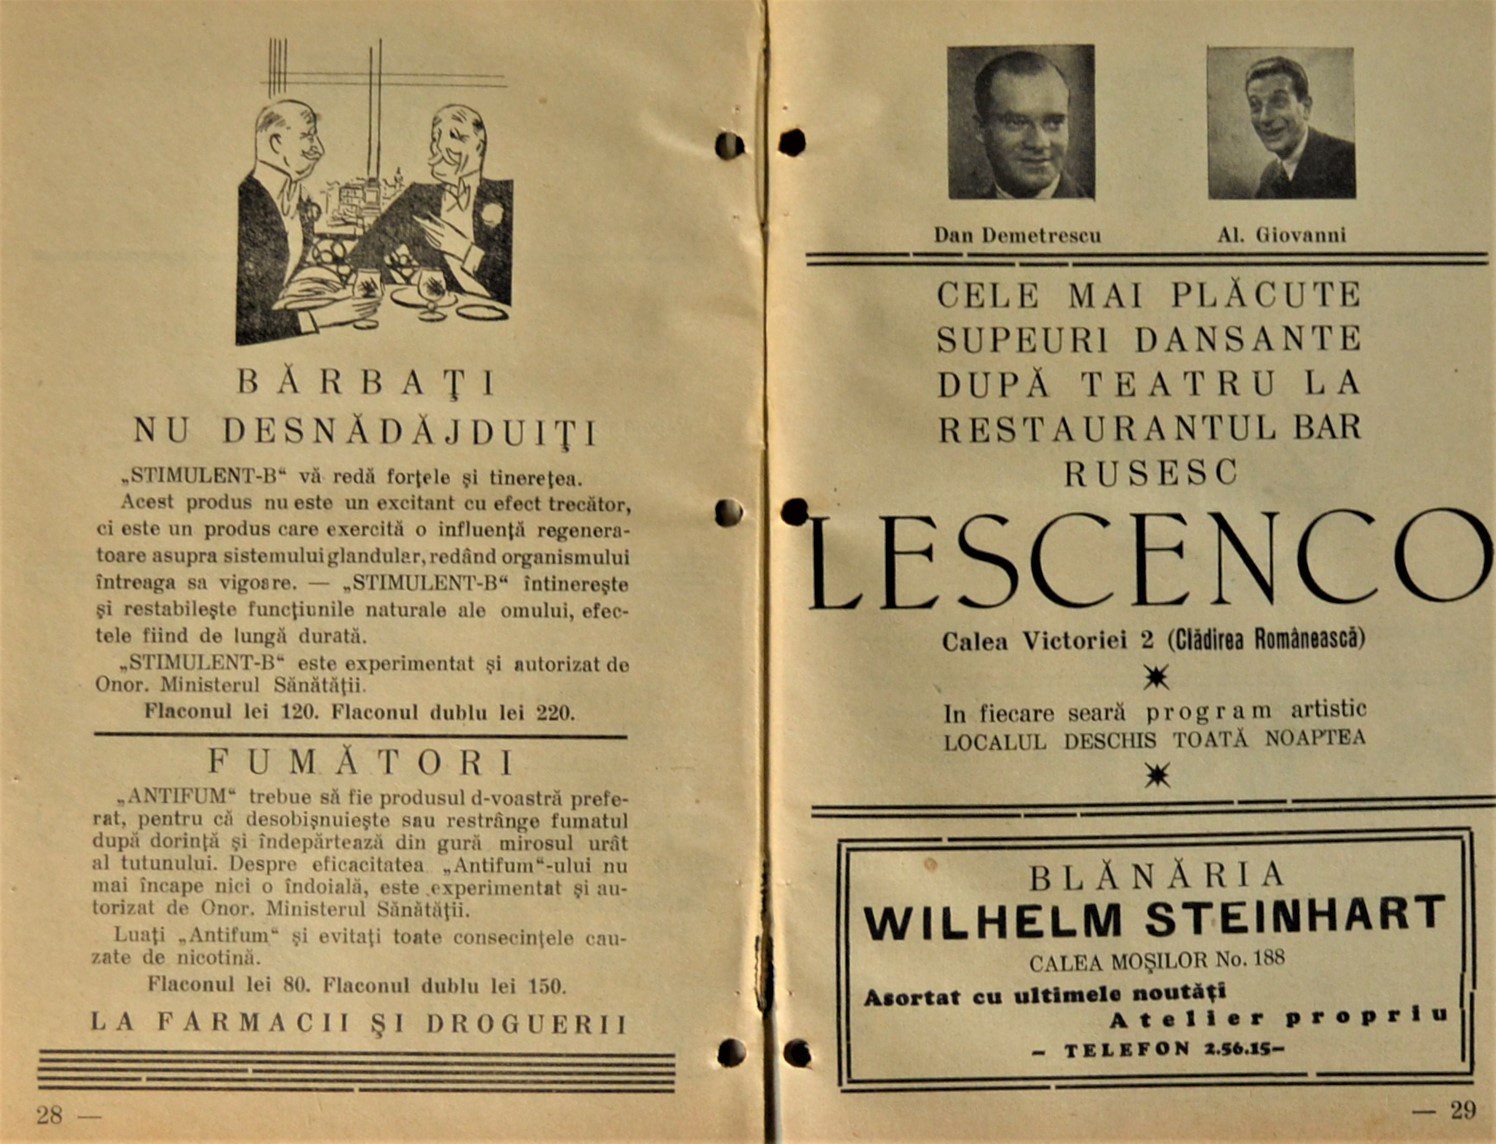 BĂRBAŢI
NU DESNĂDĂJDUIŢI
„STIMULENT-B“ vă redă forţele şi tinereţea.
Acest produs nu este un excitant cu efect trecător,
ci este un produs care exercită o influenţă regenera-
toare asupra sistemului glandular, redând organismului
întreaga sa vigoare. — „STIMULENT-B“ întinereşte
şi restabileşte funcţiunile naturale ale omului, efec-
tele fiind de lungă durată.
„STIMULENT-B“ este experimentat şi autorizat de
Onor. Ministerul Sănătăţii.
Flaconul lei 120. Flaconul dublu lei 220.
FUMĂTORI
„ANTIFUM“ trebue să fie produsul d-voastră prefe-
rat, pentru că desobişnuieşte sau restrânge fumatul
după dorinţă şi îndepărtează din gură mirosul urât
al tutunului. Despre eficacitatea „Antifum“-ului nu
mai încape nici o îndoială, este experimentat şi au-
torizat de Onor. Ministerul Sănătăţii.
Luaţi „Antifum“ şi evitaţi toate consecinţele cau-
zate de nicotină.
Flaconul lei 80. Flaconul dublu lei 150.
LA FARMACII ŞI DROGUERII
28 —
Dan Demetrescu
Al. Giovanni
CELE MAI PLĂCUTE
SUPEURI DANSANTE
DUPĂ TEATRU LA
RESTAURANTUL BAR
RUSESC
LESCENCO
Calea Victoriei 2 (Clădirea Românească)
In fiecare seară program artistic
LOCALUL DESCHIS TOATĂ NOAPTEA
BLĂNĂRIA
WILHELM STEINHART
CALEA MOŞILOR No. 188
Asortat cu ultimele noutăţi
Atelier propriu
– TELEFON 2.56.15–
— 29